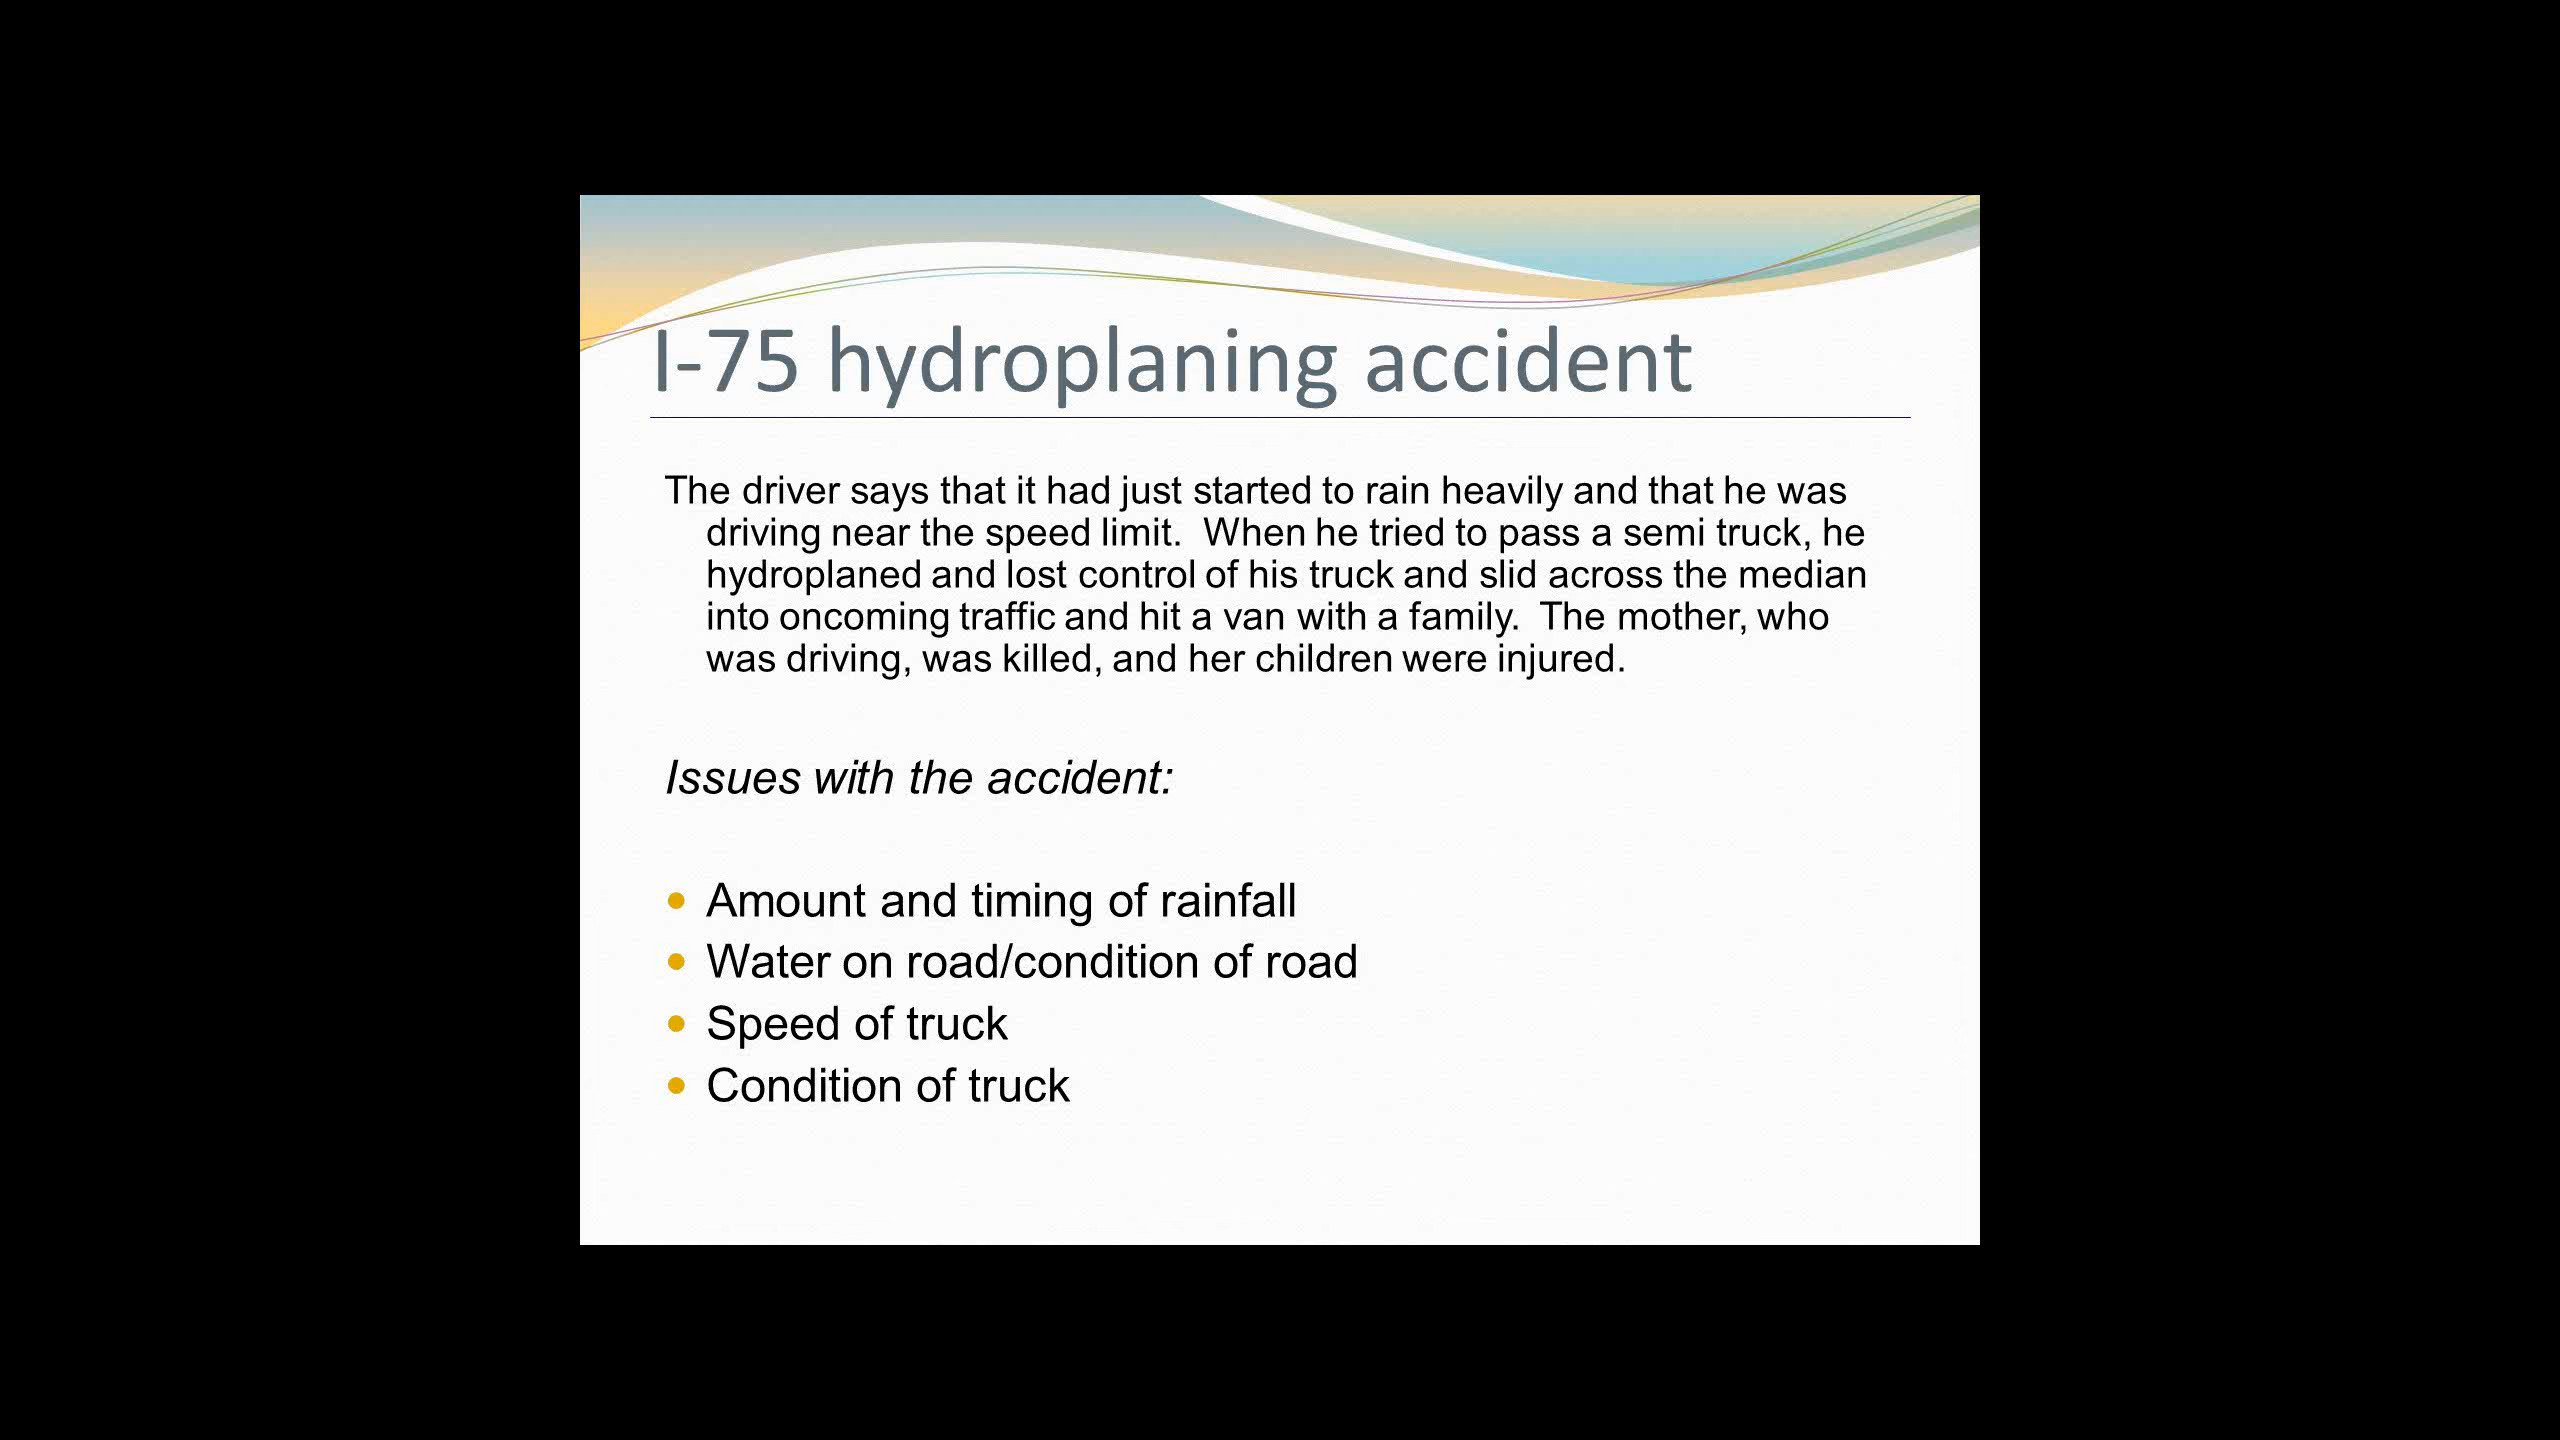 I-75 hydroplaning accident
The driver says that it had just started to rain heavily and that he was
driving near the speed limit.  When he tried to pass a semi truck, he
hydroplaned and lost control of his truck and slid across the median
into oncoming traffic and hit a van with a family.  The mother, who
was driving, was killed, and her children were injured.
Issues with the accident:
• Amount and timing of rainfall
• Water on road/condition of road
• Speed of truck
• Condition of truck